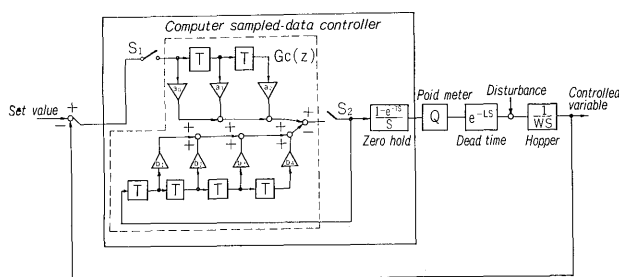 Computer sampled-data controller
S₁
T
T
Gc(z)
a₀
a₁
a₂
Set value
+
−
+
−
S₂
1-e^-TS
S
Zero hold
Poid meter
Q
e^-LS
Dead time
Disturbance
1
WS
Hopper
Controlled
variable
+
+
+
+
+
+
b₁
b₂
b₃
b₄
T
T
T
T